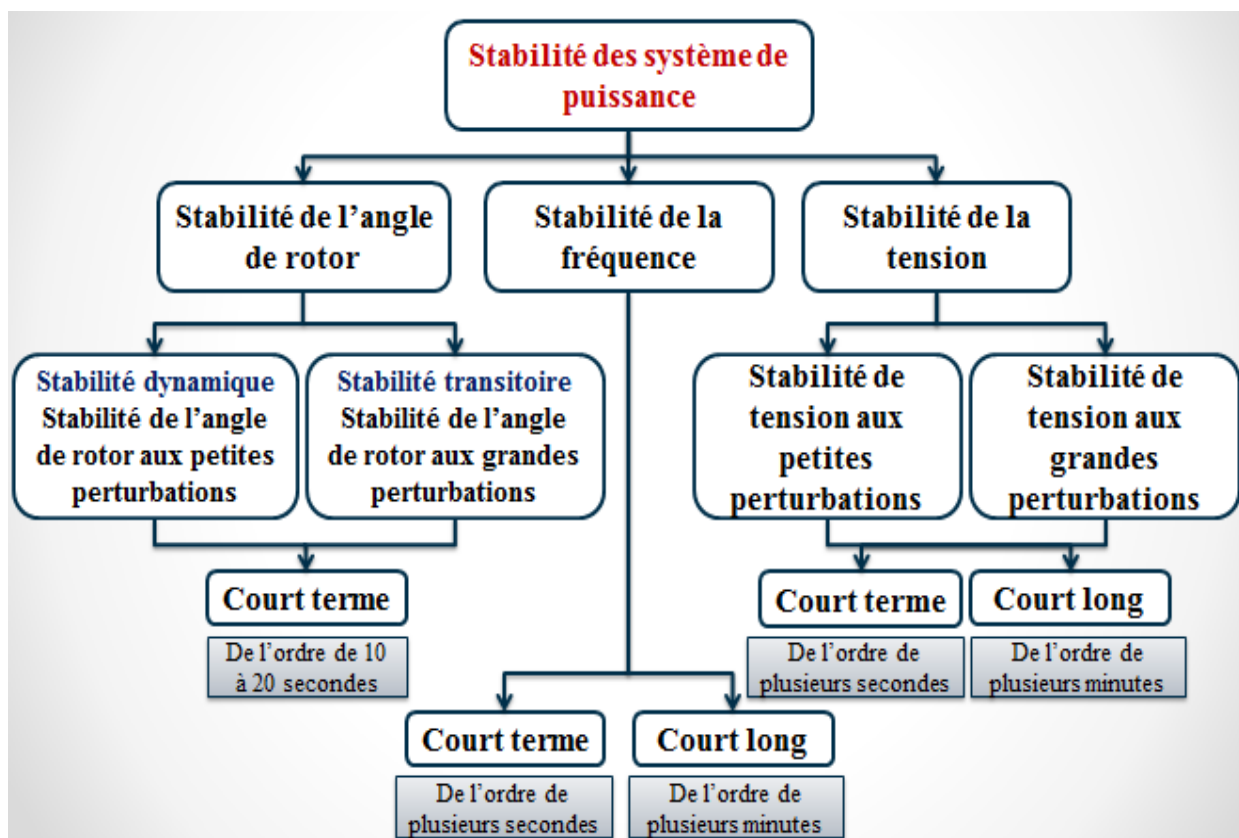 Stabilité des système de
puissance
Stabilité de l’angle
de rotor
Stabilité de la
fréquence
Stabilité de la
tension
Stabilité dynamique
Stabilité de l’angle
de rotor aux petites
perturbations
Stabilité transitoire
Stabilité de l’angle
de rotor aux grandes
perturbations
Stabilité de
tension aux
petites
perturbations
Stabilité de
tension aux
grandes
perturbations
Court terme
De l’ordre de 10
à 20 secondes
Court terme
De l’ordre de
plusieurs secondes
Court long
De l’ordre de
plusieurs minutes
Court terme
De l’ordre de
plusieurs secondes
Court long
De l’ordre de
plusieurs minutes